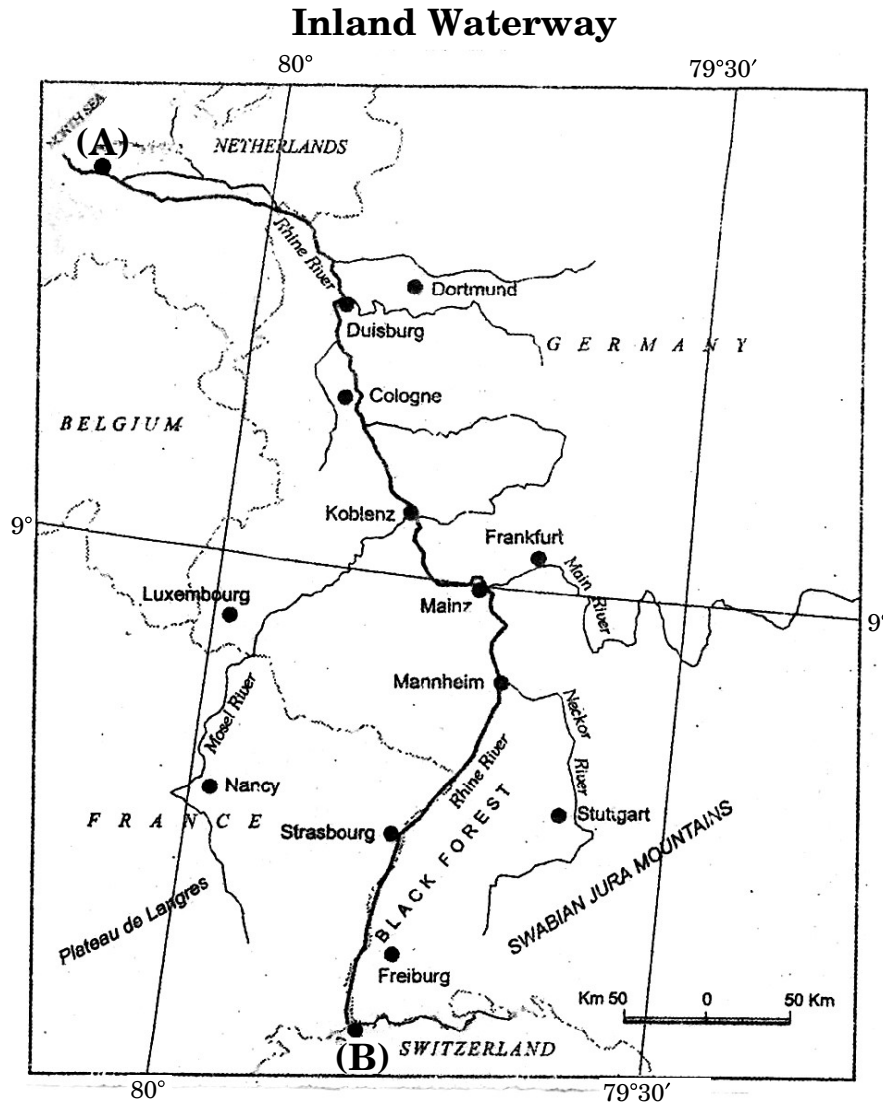 Inland Waterway
80°
79°30′
NORTH SEA
(A)
NETHERLANDS
Rhine River
Dortmund
Duisburg
G E R M A N Y
Cologne
BELGIUM
Koblenz
9°
Frankfurt
Main River
Luxembourg
Mainz
9°
Mannheim
Mosel River
Neckor River
Rhine River
Nancy
F R A N C E
Strasbourg
Stuttgart
BLACK FOREST
SWABIAN JURA MOUNTAINS
Plateau de Langres
Freiburg
Km 50 0 50 Km
(B)
SWITZERLAND
80°
79°30′